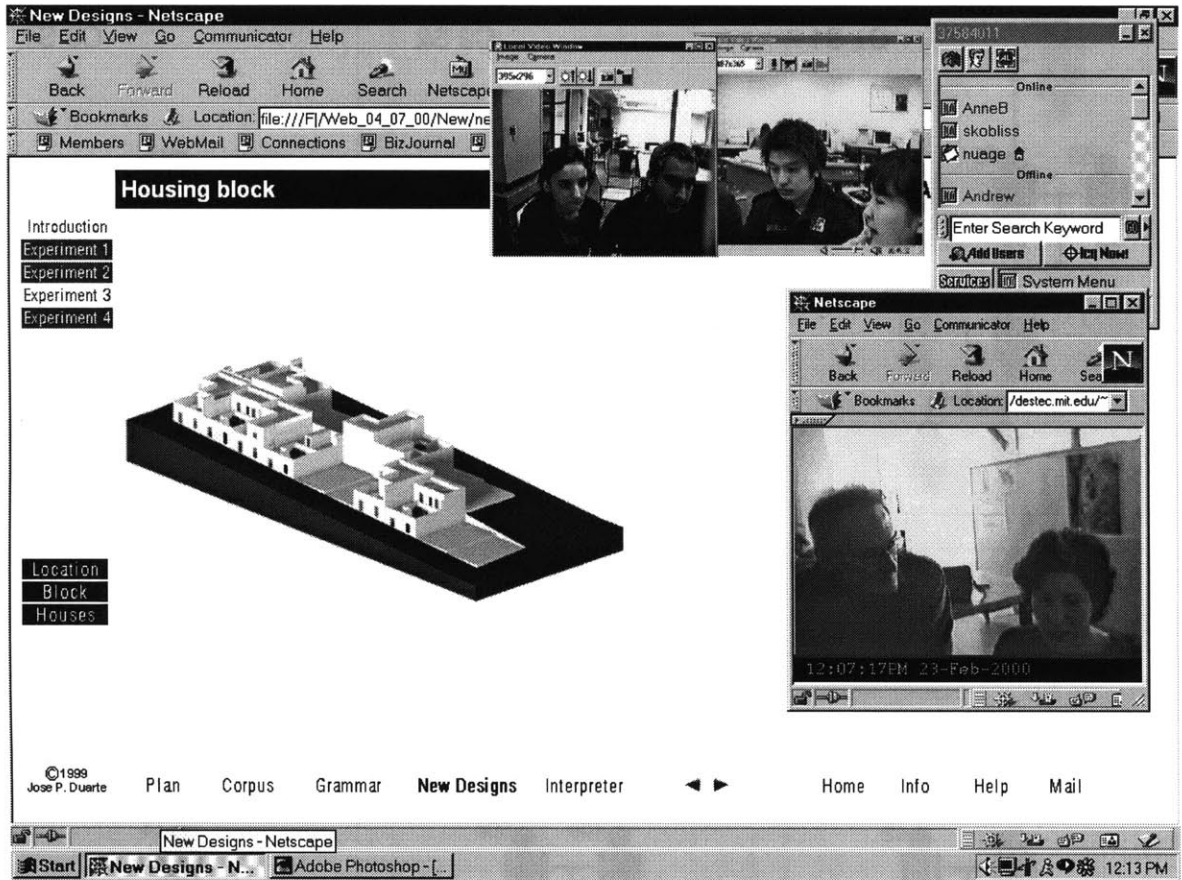 New Designs - Netscape
File Edit View Go Communicator Help
Back Forward Reload Home Search Netscape
Bookmarks Location: file:///F|/Web_04_07_00/New/ne
Members WebMail Connections BizJournal
Local Video Window
Image Camera
395x296
37584011
Online
AnneB
skobliss
nuage
Offline
Andrew
Enter Search Keyword
Add Users Icq Now!
Services System Menu
Housing block
Introduction
Experiment 1
Experiment 2
Experiment 3
Experiment 4
Location
Block
Houses
Netscape
File Edit View Go Communicator Help
Back Forward Reload Home Sea
Bookmarks Location: /destec.mit.edu/~
12:07:17PM 23-Feb-2000
©1999
Jose P. Duarte
Plan Corpus Grammar New Designs Interpreter Home Info Help Mail
New Designs - Netscape
Start New Designs - N... Adobe Photoshop - [... 12:13 PM